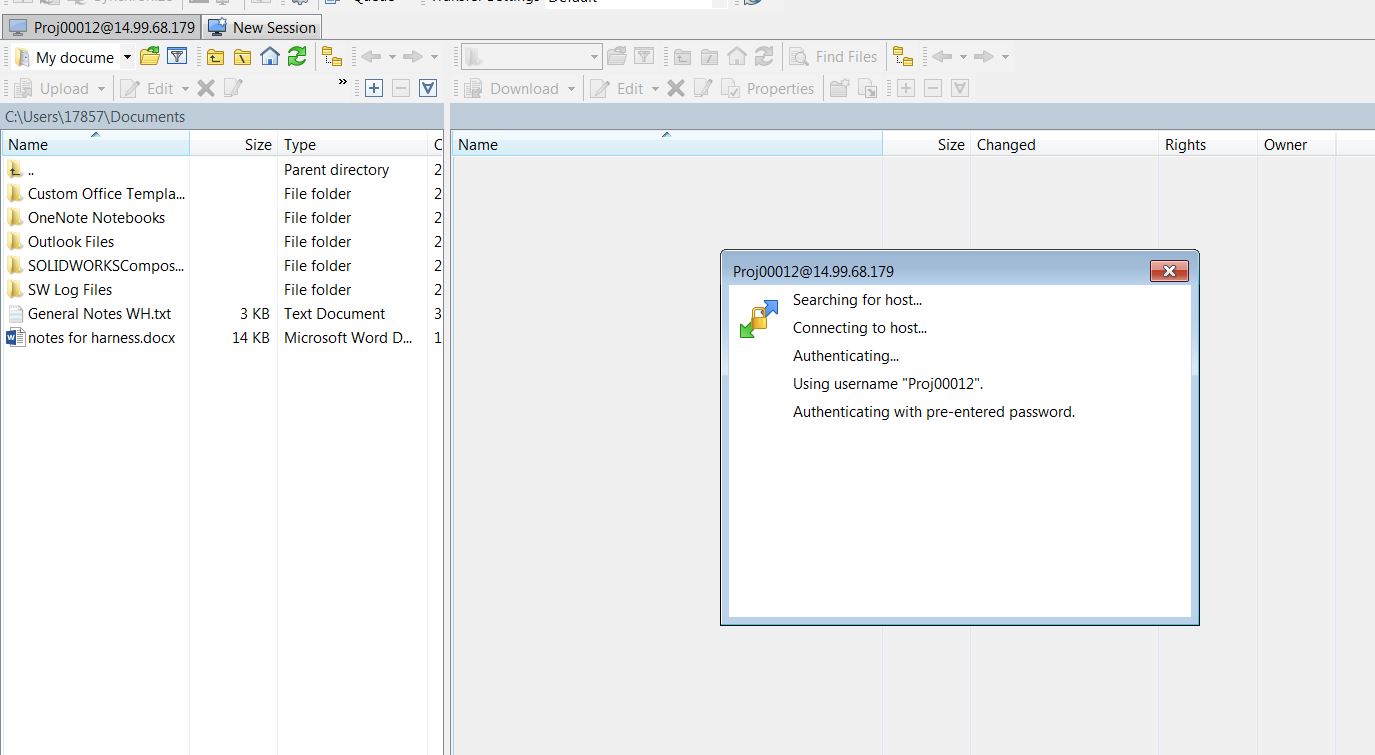 Proj00012@14.99.68.179 New Session
My docume Find Files
Upload Edit » Download Edit Properties
C:\Users\17857\Documents
Name Size Type C Name Size Changed Rights Owner
.. Parent directory 2
Custom Office Templa... File folder 2
OneNote Notebooks File folder 2
Outlook Files File folder 2
SOLIDWORKSCompos... File folder 2
SW Log Files File folder 2
General Notes WH.txt 3 KB Text Document 3
notes for harness.docx 14 KB Microsoft Word D... 1
Proj00012@14.99.68.179
Searching for host...
Connecting to host...
Authenticating...
Using username "Proj00012".
Authenticating with pre-entered password.